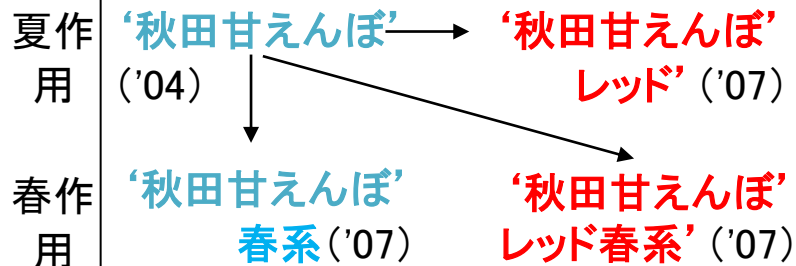 夏作 ‘秋田甘えんぼ’ ‘秋田甘えんぼ’
用 (’04) レッド’ (’07)
春作 ‘秋田甘えんぼ’ ‘秋田甘えんぼ’
用 春系(’07) レッド春系’ (’07)